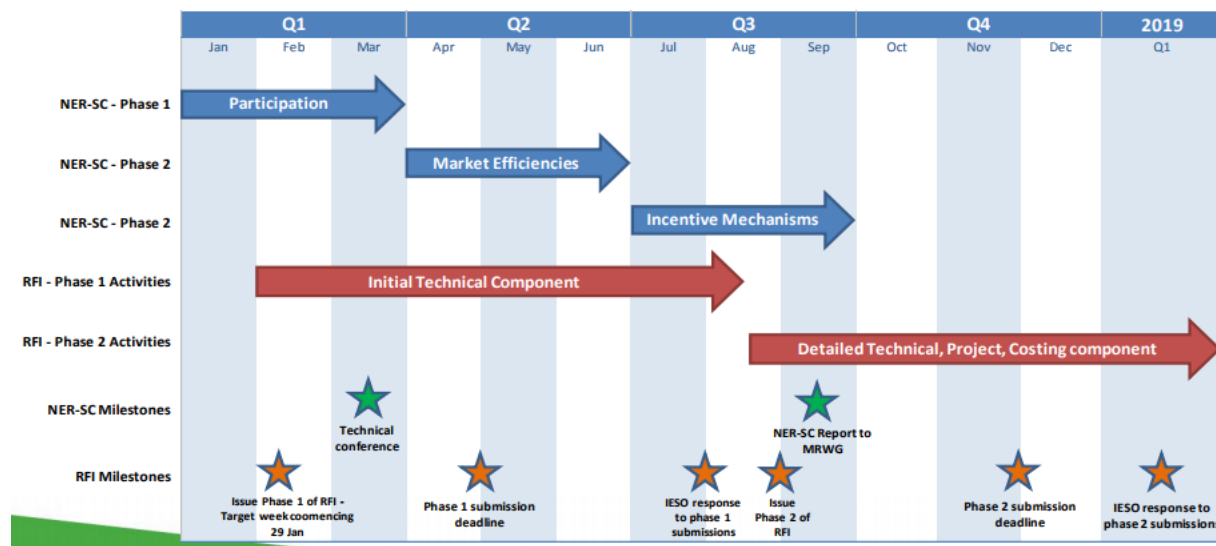 Q1 Q2 Q3 Q4 2019
Jan Feb Mar Apr May Jun Jul Aug Sep Oct Nov Dec Q1
NER-SC - Phase 1
Participation
NER-SC - Phase 2
Market Efficiencies
NER-SC - Phase 2
Incentive Mechanisms
RFI - Phase 1 Activities
Initial Technical Component
RFI - Phase 2 Activities
Detailed Technical, Project, Costing component
NER-SC Milestones
Technical
conference
NER-SC Report to
MRWG
RFI Milestones
Issue Phase 1 of RFI -
Target week coomencing
29 Jan
Phase 1 submission
deadline
IESO response
to phase 1
submissions
Issue
Phase 2 of
RFI
Phase 2 submission
deadline
IESO response to
phase 2 submissions